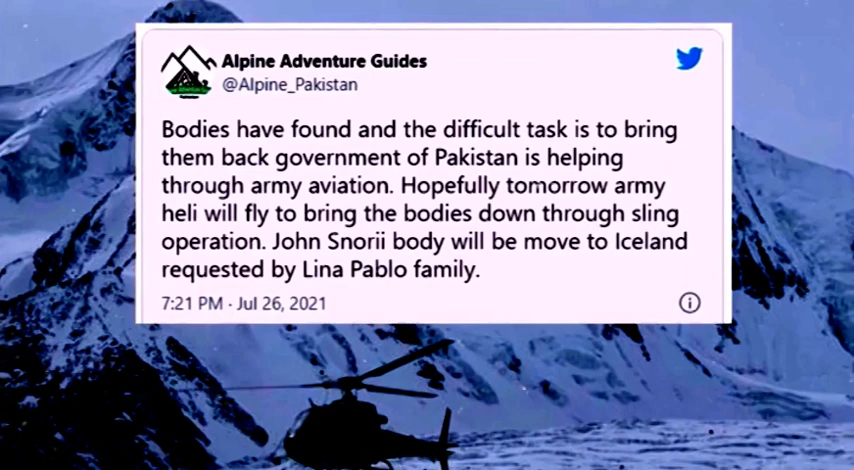 Alpine Adventure Guides
@Alpine_Pakistan
Bodies have found and the difficult task is to bring
them back government of Pakistan is helping
through army aviation. Hopefully tomorrow army
heli will fly to bring the bodies down through sling
operation. John Snorii body will be move to Iceland
requested by Lina Pablo family.
7:21 PM · Jul 26, 2021